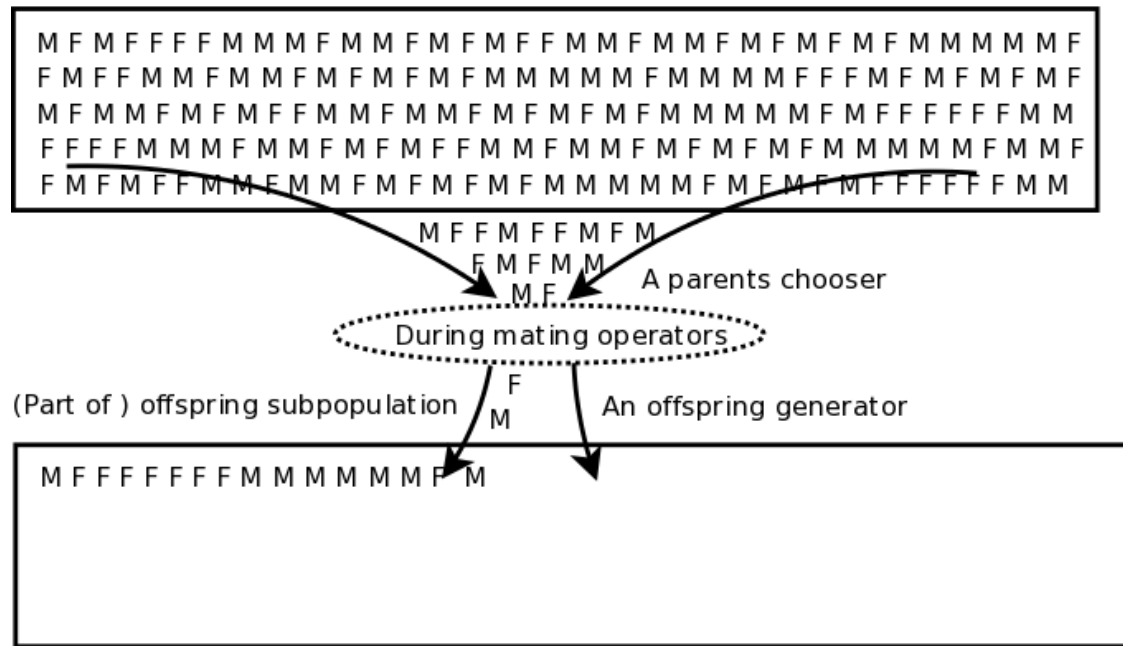 M F M F F F F M M M F M M F M F M F F M M F M M F M F M F M F M M M M M F
F M F F M M F M M F M F M F M F M M M M M F M M M M F F F M F M F M F M F
M F M M F M F M F F M M F M M F M F M F M F M M M M M F M F F F F F F M M
F F F F M M M F M M F M F M F F M M F M M F M F M F M F M M M M M F M M F
F M F M F F M M F M M F M F M F M F M M M M M F M F M F M F F F F F F M M
M F F M F F M F M
F M F M M
A parents chooser
M F
During mating operators
F
(Part of ) offspring subpopulation
M
An offspring generator
M F F F F F F F M M M M M M F M